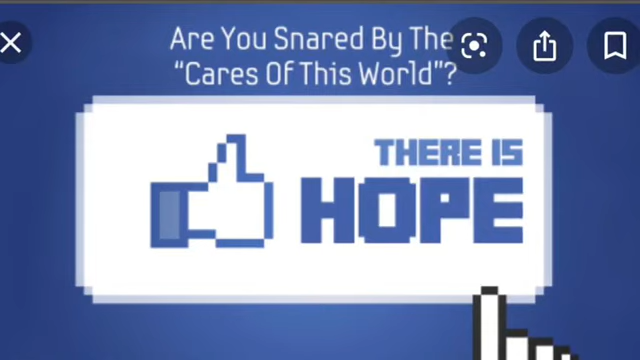 Are You Snared By The
“Cares Of This World”?
THERE IS
HOPE